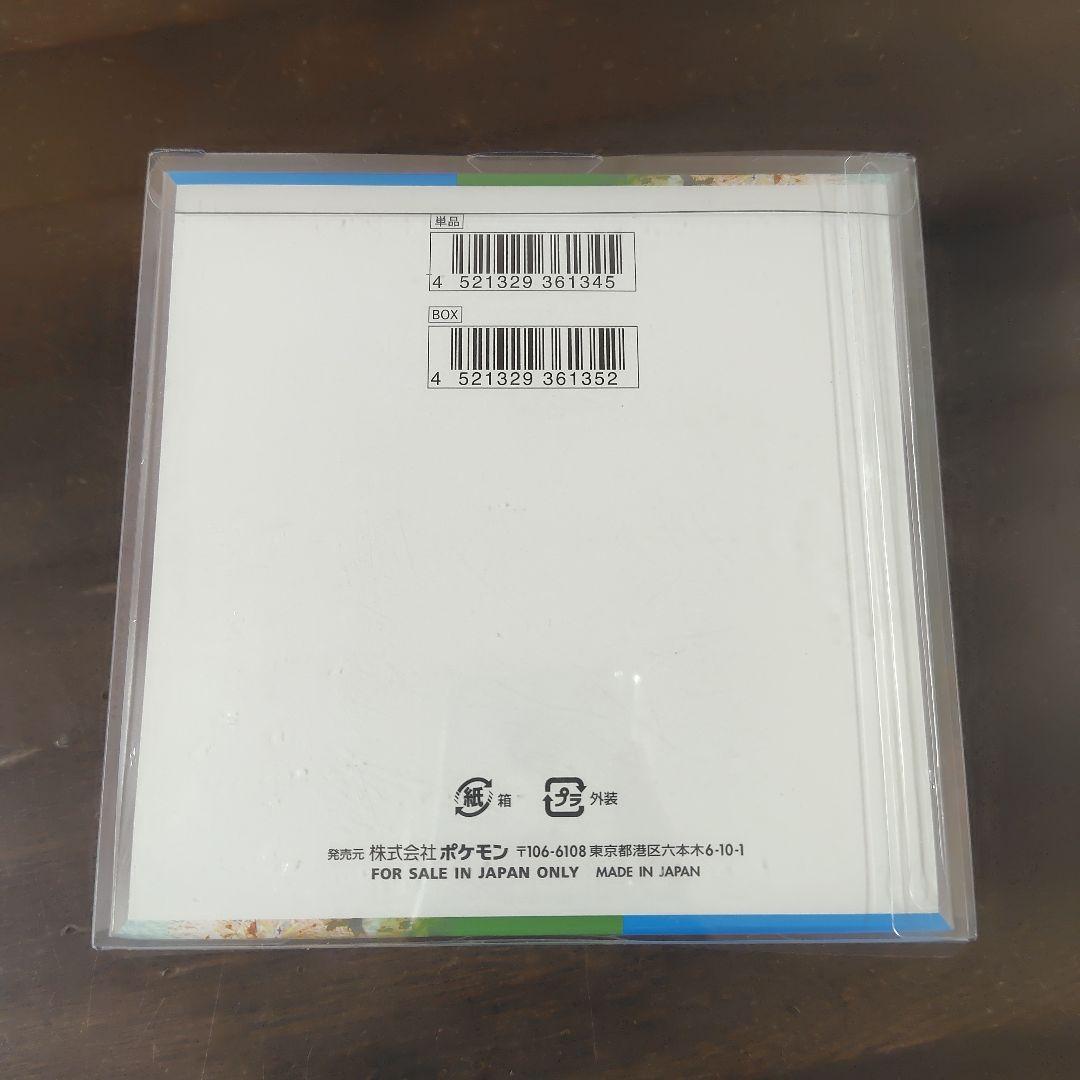 単品
4 521329 361345
BOX
4 521329 361352
紙 箱 プラ 外装
発売元 株式会社 ポケモン 〒106-6108 東京都港区六本木6-10-1
FOR SALE IN JAPAN ONLY MADE IN JAPAN